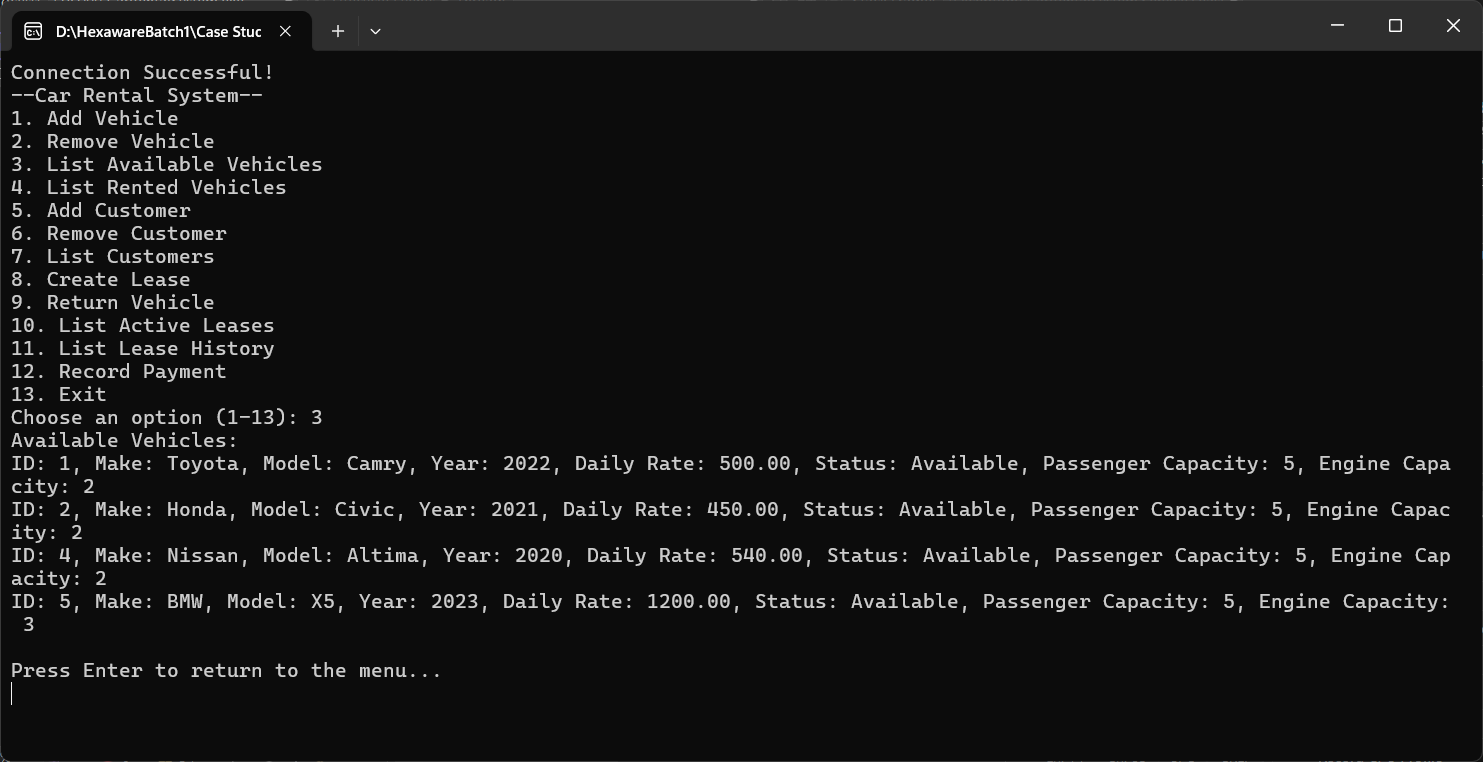 D:\HexawareBatch1\Case Stuc
Connection Successful!
--Car Rental System--
1. Add Vehicle
2. Remove Vehicle
3. List Available Vehicles
4. List Rented Vehicles
5. Add Customer
6. Remove Customer
7. List Customers
8. Create Lease
9. Return Vehicle
10. List Active Leases
11. List Lease History
12. Record Payment
13. Exit
Choose an option (1-13): 3
Available Vehicles:
ID: 1, Make: Toyota, Model: Camry, Year: 2022, Daily Rate: 500.00, Status: Available, Passenger Capacity: 5, Engine Capa
city: 2
ID: 2, Make: Honda, Model: Civic, Year: 2021, Daily Rate: 450.00, Status: Available, Passenger Capacity: 5, Engine Capac
ity: 2
ID: 4, Make: Nissan, Model: Altima, Year: 2020, Daily Rate: 540.00, Status: Available, Passenger Capacity: 5, Engine Cap
acity: 2
ID: 5, Make: BMW, Model: X5, Year: 2023, Daily Rate: 1200.00, Status: Available, Passenger Capacity: 5, Engine Capacity:
 3
Press Enter to return to the menu...